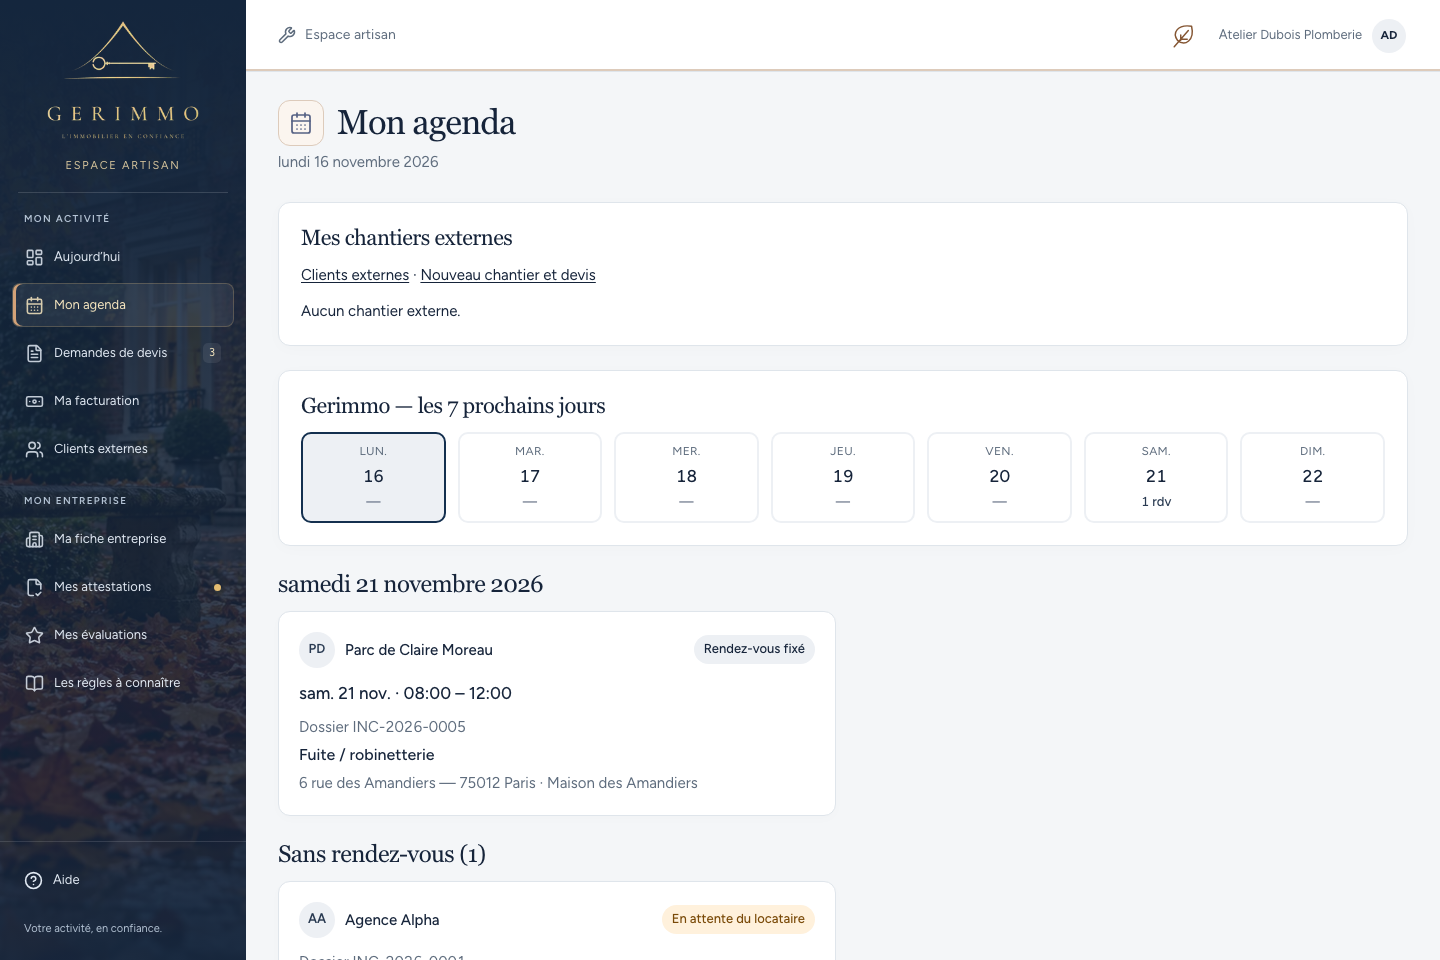 GERIMMO
L'IMMOBILIER EN CONFIANCE
ESPACE ARTISAN
MON ACTIVITÉ
Aujourd'hui
Mon agenda
Demandes de devis 3
Ma facturation
Clients externes
MON ENTREPRISE
Ma fiche entreprise
Mes attestations
Mes évaluations
Les règles à connaître
Aide
Votre activité, en confiance.
Espace artisan
Atelier Dubois Plomberie AD
Mon agenda
lundi 16 novembre 2026
Mes chantiers externes
Clients externes · Nouveau chantier et devis
Aucun chantier externe.
Gerimmo — les 7 prochains jours
LUN. MAR. MER. JEU. VEN. SAM. DIM.
16 17 18 19 20 21 22
— — — — — 1 rdv —
samedi 21 novembre 2026
PD Parc de Claire Moreau Rendez-vous fixé
sam. 21 nov. · 08:00 – 12:00
Dossier INC-2026-0005
Fuite / robinetterie
6 rue des Amandiers — 75012 Paris · Maison des Amandiers
Sans rendez-vous (1)
AA Agence Alpha En attente du locataire
Dossier INC-2026-0001